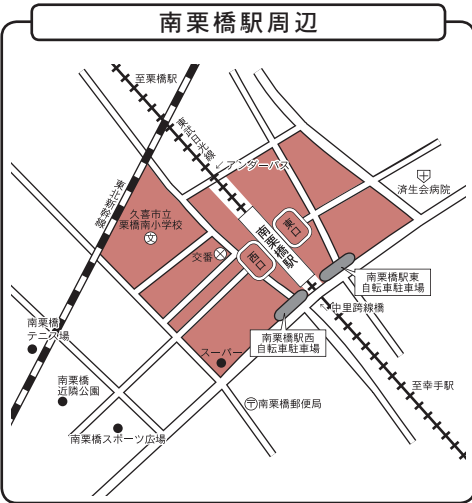 南栗橋駅周辺
至栗橋駅
東武日光線
←アンダーパス
東北新幹線
済生会病院
久喜市立
栗橋南小学校
文
交番
東口
南栗橋駅
西口
南栗橋駅東
自転車駐車場
中里跨線橋
南栗橋駅西
自転車駐車場
南栗橋
テニス場
スーパー
南栗橋
近隣公園
至幸手駅
〒南栗橋郵便局
南栗橋スポーツ広場